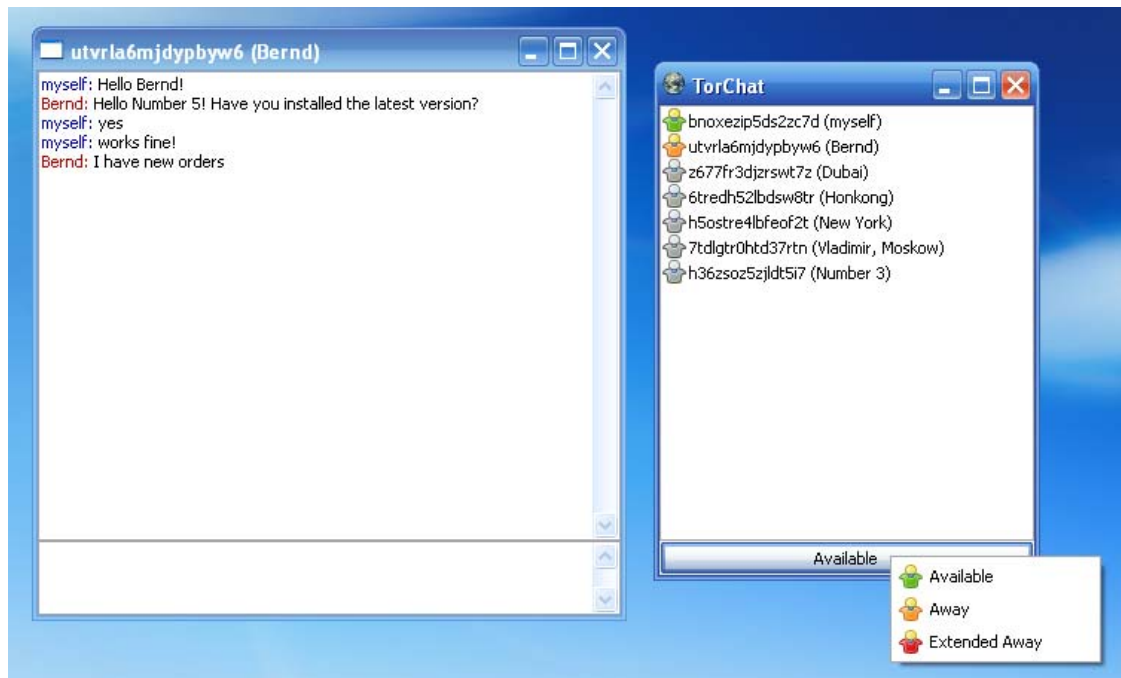 utvrla6mjdypbyw6 (Bernd)
myself: Hello Bernd!
Bernd: Hello Number 5! Have you installed the latest version?
myself: yes
myself: works fine!
Bernd: I have new orders
TorChat
bnoxezip5ds2zc7d (myself)
utvrla6mjdypbyw6 (Bernd)
z677fr3djzrswt7z (Dubai)
6tredh52lbdsw8tr (Honkong)
h5ostre4lbfeof2t (New York)
7tdlgtr0htd37rtn (Vladimir, Moskow)
h36zsoz5zjldt5i7 (Number 3)
Available
Available
Away
Extended Away